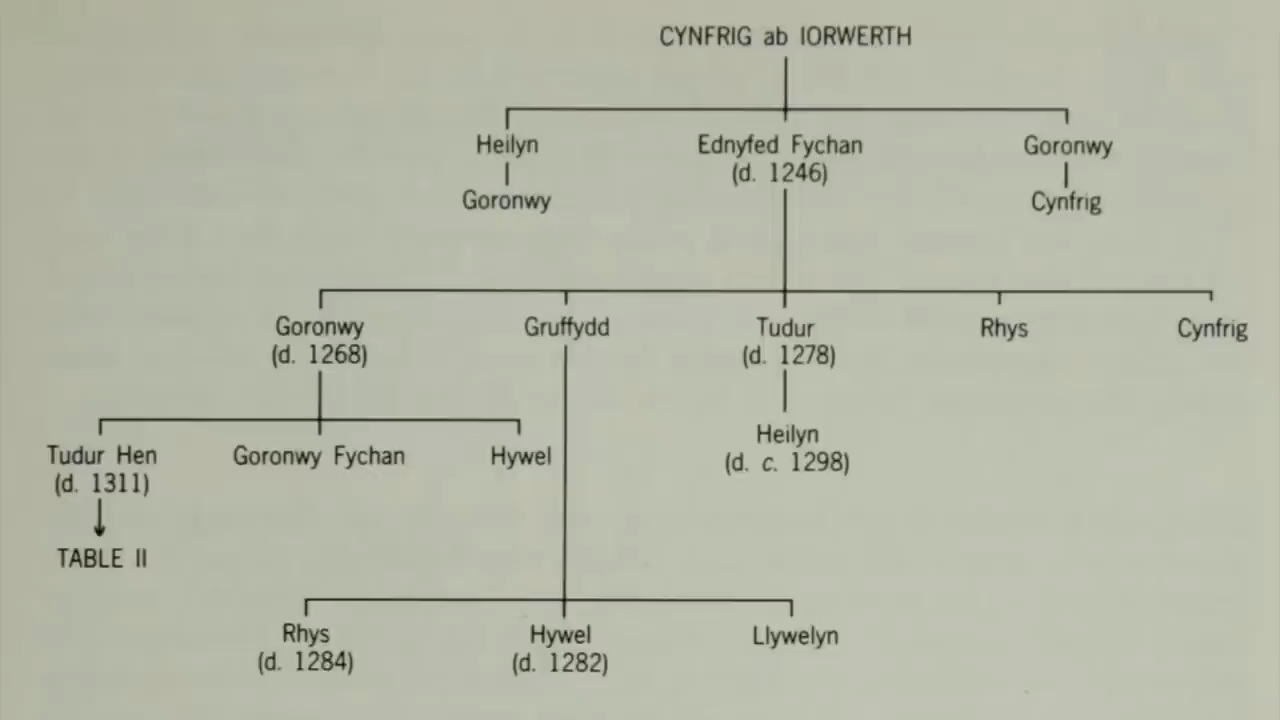 CYNFRIG ab IORWERTH
Heilyn Ednyfed Fychan Goronwy
(d. 1246)
Goronwy Cynfrig
Goronwy Gruffydd Tudur Rhys Cynfrig
(d. 1268) (d. 1278)
Heilyn
(d. c. 1298)
Tudur Hen Goronwy Fychan Hywel
(d. 1311)
TABLE II
Rhys Hywel Llywelyn
(d. 1284) (d. 1282)